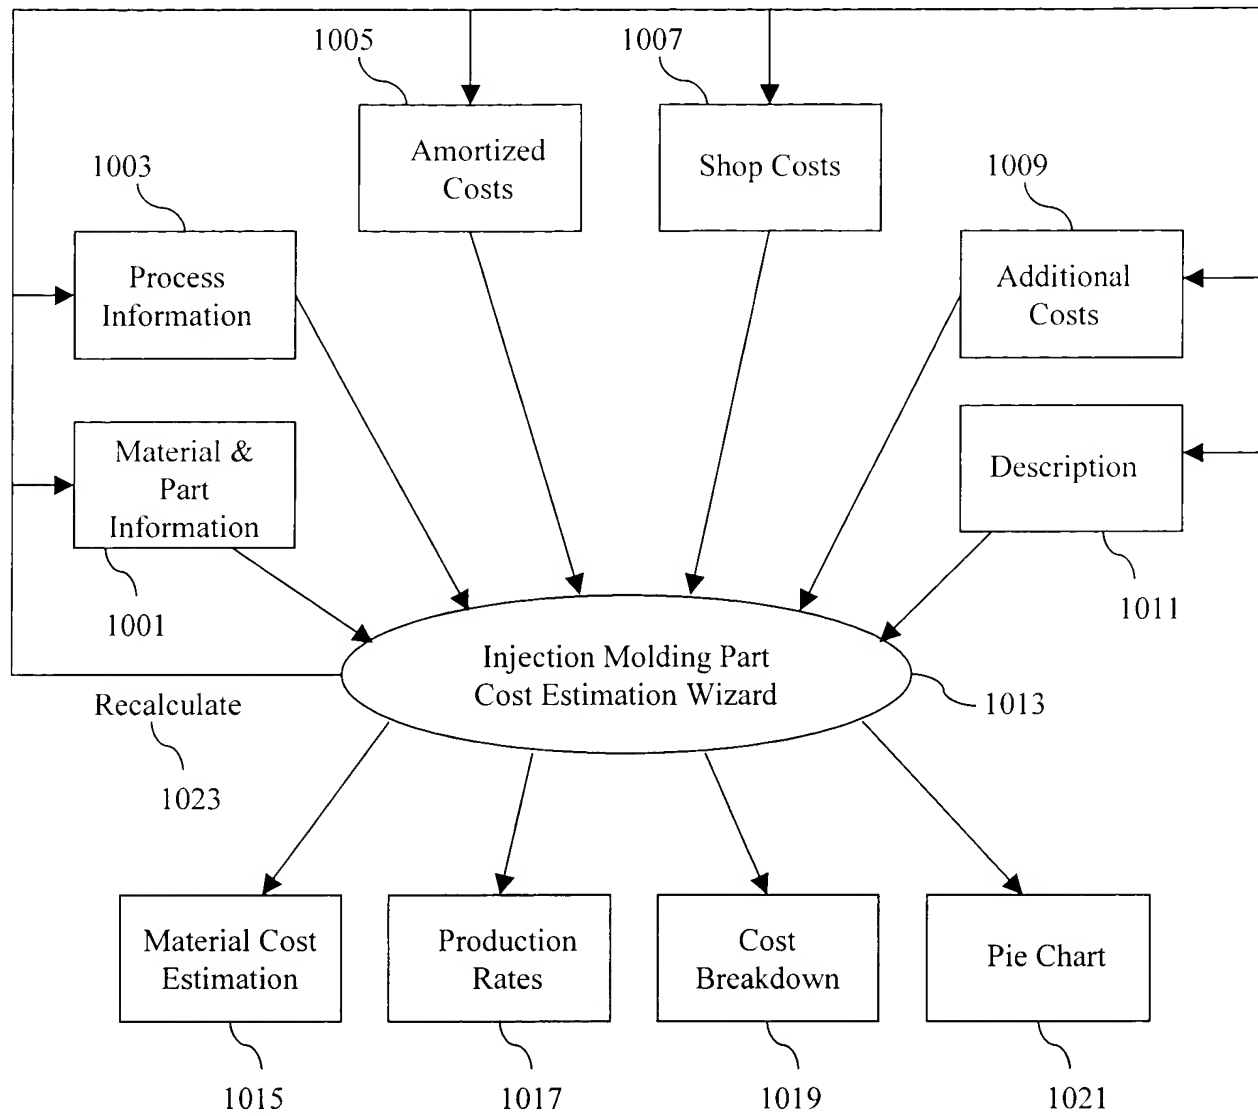 1005
1007
Amortized
Costs
Shop Costs
1003
1009
Process
Information
Additional
Costs
Material &
Part
Information
Description
1001
1011
Injection Molding Part
Cost Estimation Wizard
1013
Recalculate
1023
Material Cost
Estimation
Production
Rates
Cost
Breakdown
Pie Chart
1015
1017
1019
1021